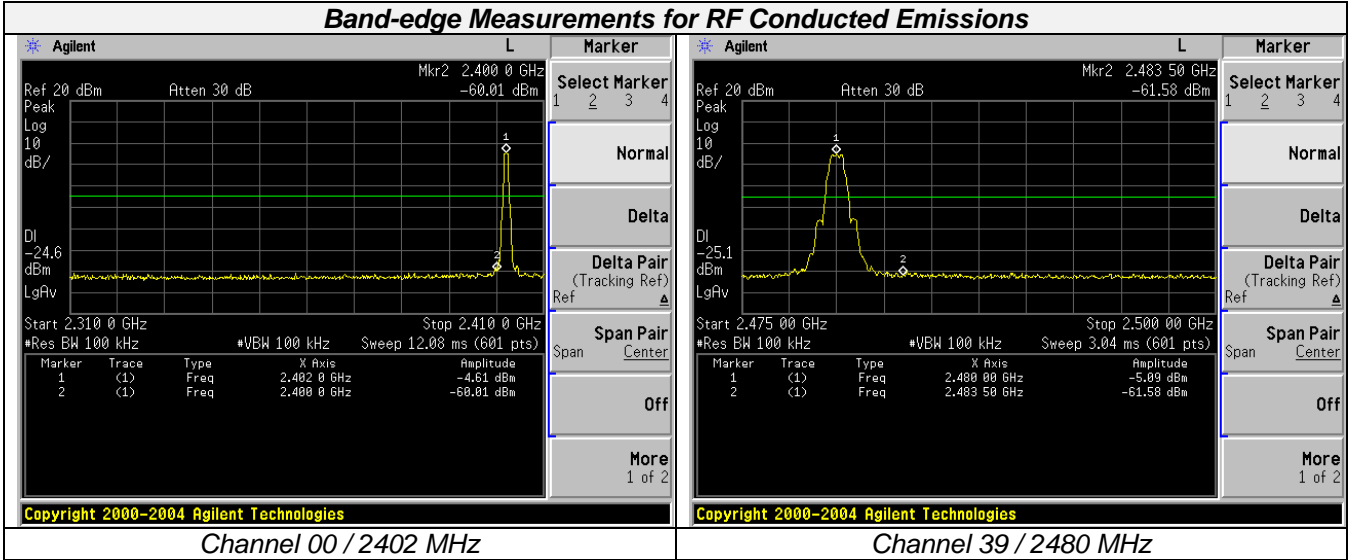 Band-edge Measurements for RF Conducted Emissions
Agilent L
Mkr2 2.400 0 GHz
Ref 20 dBm Atten 30 dB -60.01 dBm
Peak
Log
10
dB/
1
2
DI
-24.6
dBm
LgAv
Start 2.310 0 GHz Stop 2.410 0 GHz
#Res BW 100 kHz #VBW 100 kHz Sweep 12.08 ms (601 pts)
Marker Trace Type X Axis Amplitude
1 (1) Freq 2.402 0 GHz -4.61 dBm
2 (1) Freq 2.400 0 GHz -60.01 dBm
Marker
Select Marker
1 2 3 4
Normal
Delta
Delta Pair
(Tracking Ref)
Ref Δ
Span Pair
Span Center
Off
More
1 of 2
Copyright 2000-2004 Agilent Technologies
Channel 00 / 2402 MHz
Agilent L
Mkr2 2.483 50 GHz
Ref 20 dBm Atten 30 dB -61.58 dBm
Peak
Log
10
dB/
1
2
DI
-25.1
dBm
LgAv
Start 2.475 00 GHz Stop 2.500 00 GHz
#Res BW 100 kHz #VBW 100 kHz Sweep 3.04 ms (601 pts)
Marker Trace Type X Axis Amplitude
1 (1) Freq 2.480 00 GHz -5.09 dBm
2 (1) Freq 2.483 50 GHz -61.58 dBm
Marker
Select Marker
1 2 3 4
Normal
Delta
Delta Pair
(Tracking Ref)
Ref Δ
Span Pair
Span Center
Off
More
1 of 2
Copyright 2000-2004 Agilent Technologies
Channel 39 / 2480 MHz